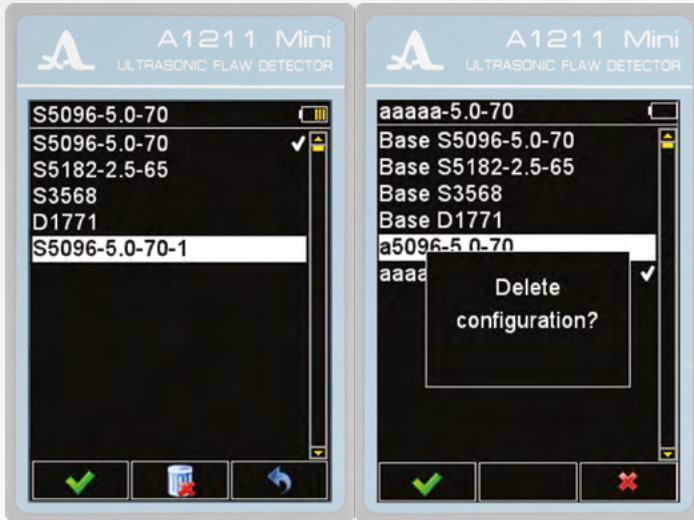 A1211 Mini
ULTRASONIC FLAW DETECTOR
S5096-5.0-70
S5096-5.0-70
S5182-2.5-65
S3568
D1771
S5096-5.0-70-1
A1211 Mini
ULTRASONIC FLAW DETECTOR
aaaaa-5.0-70
Base S5096-5.0-70
Base S5182-2.5-65
Base S3568
Base D1771
a5096-5.0-70
aaaa
Delete
configuration?